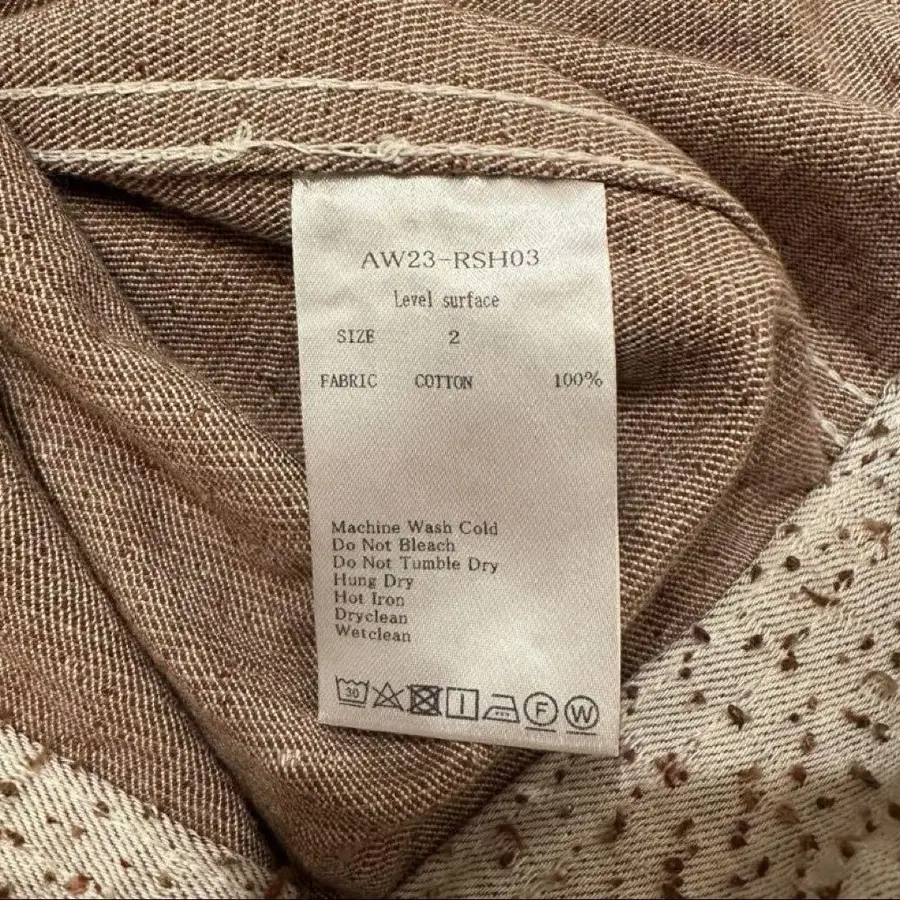 AW23-RSH03
Level surface
SIZE 2
FABRIC COTTON 100%
Machine Wash Cold
Do Not Bleach
Do Not Tumble Dry
Hung Dry
Hot Iron
Dryclean
Wetclean
30 F W